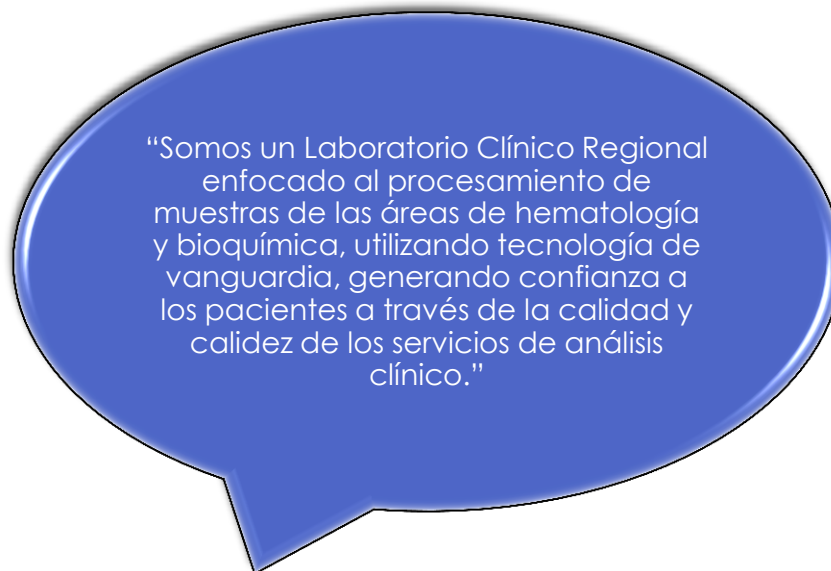 “Somos un Laboratorio Clínico Regional
enfocado al procesamiento de
muestras de las áreas de hematología
y bioquímica, utilizando tecnología de
vanguardia, generando confianza a
los pacientes a través de la calidad y
calidez de los servicios de análisis
clínico.”